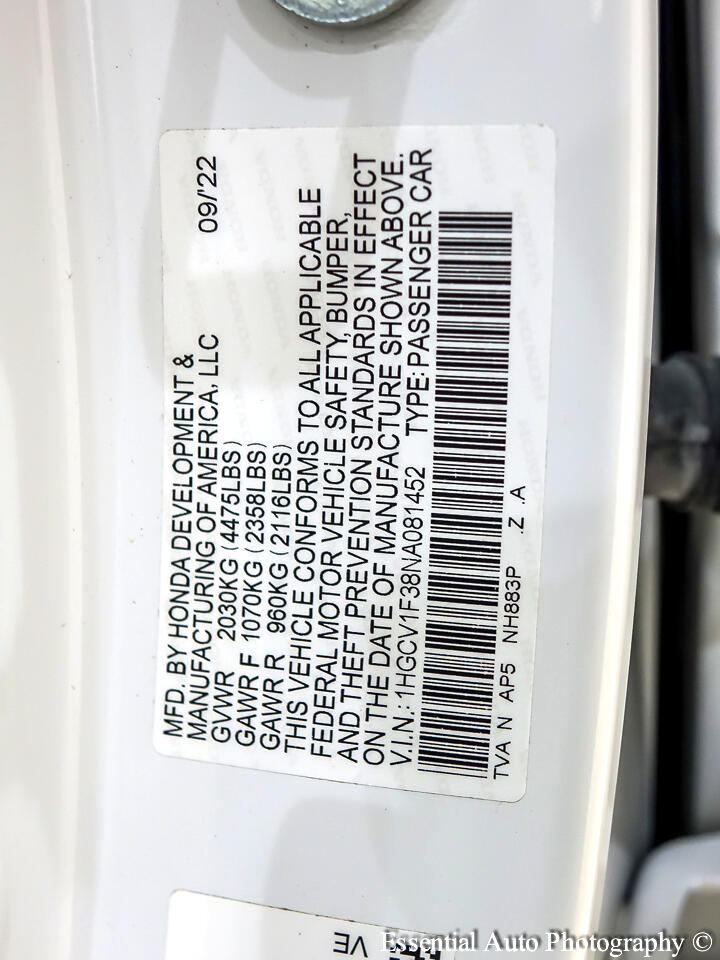 MFD. BY HONDA DEVELOPMENT &
MANUFACTURING OF AMERICA, LLC 09/'22
GVWR 2030KG (4475LBS)
GAWR F 1070KG (2358LBS)
GAWR R 960KG (2116LBS)
THIS VEHICLE CONFORMS TO ALL APPLICABLE
FEDERAL MOTOR VEHICLE SAFETY, BUMPER,
AND THEFT PREVENTION STANDARDS IN EFFECT
ON THE DATE OF MANUFACTURE SHOWN ABOVE.
V.I.N.: 1HGCV1F38NA081452 TYPE: PASSENGER CAR
TVA N AP5 NH883P .Z .A
VE
Essential Auto Photography ©